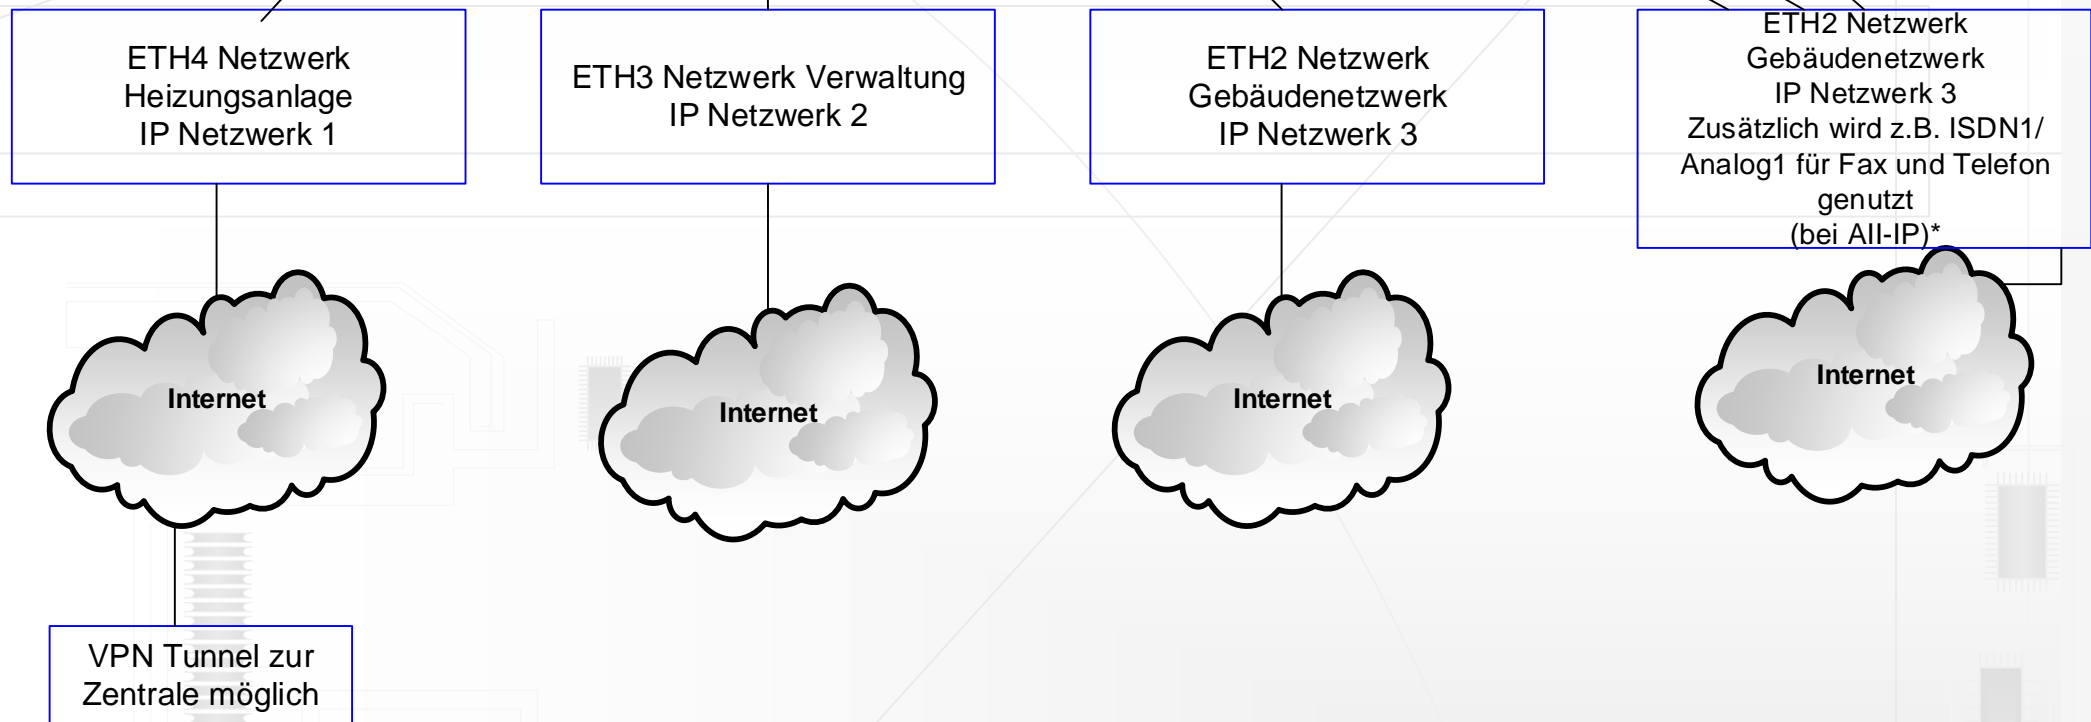 ETH4 Netzwerk
Heizungsanlage
IP Netzwerk 1
ETH3 Netzwerk Verwaltung
IP Netzwerk 2
ETH2 Netzwerk
Gebäudenetzwerk
IP Netzwerk 3
ETH2 Netzwerk
Gebäudenetzwerk
IP Netzwerk 3
Zusätzlich wird z.B. ISDN1/
Analog1 für Fax und Telefon
genutzt
(bei All-IP)*
Internet
Internet
Internet
Internet
VPN Tunnel zur
Zentrale möglich